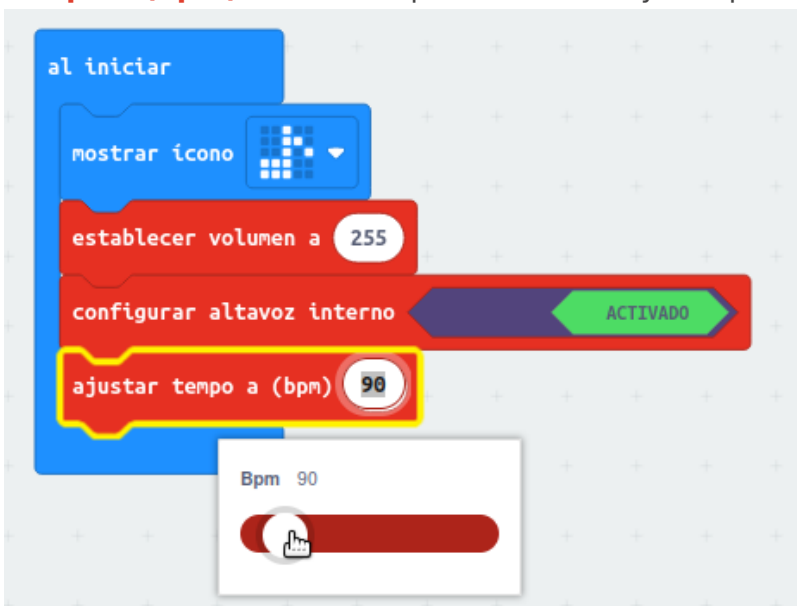 al iniciar
mostrar ícono
establecer volumen a 255
configurar altavoz interno ACTIVADO
ajustar tempo a (bpm) 90
Bpm 90